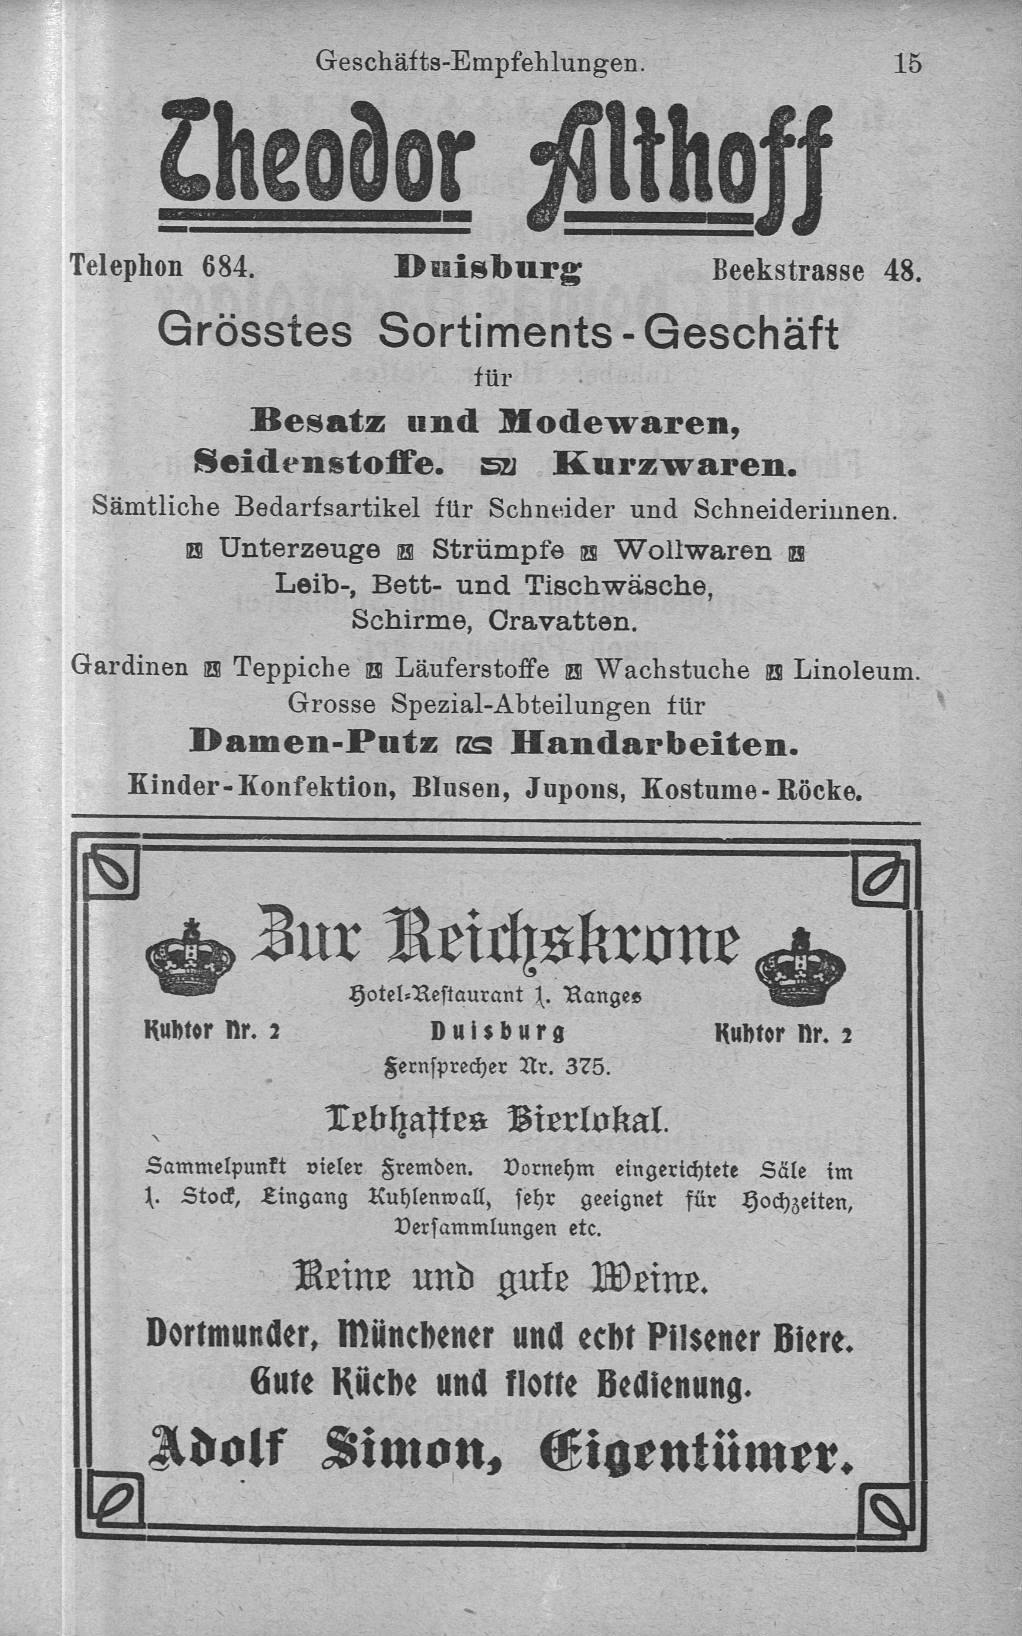 Geschäfts-Empfehlungen. 15
Theodor Althoff
Telephon 684. Duisburg Beekstrasse 48.
Grösstes Sortiments-Geschäft
für
Besatz und Modewaren,
Seidenstoffe. Kurzwaren.
Sämtliche Bedarfsartikel für Schneider und Schneiderinnen.
Unterzeuge Strümpfe Wollwaren
Leib-, Bett- und Tischwäsche,
Schirme, Cravatten.
Gardinen Teppiche Läuferstoffe Wachstuche Linoleum.
Grosse Spezial-Abteilungen für
Damen-Putz Handarbeiten.
Kinder-Konfektion, Blusen, Jupons, Kostume-Röcke.
Zur Reichskrone
Hotel-Restaurant 1. Ranges
Kuhtor Nr. 2 Duisburg Kuhtor Nr. 2
Fernsprecher Nr. 375.
Lebhaftes Bierlokal.
Sammelpunkt vieler Fremden. Vornehm eingerichtete Säle im
1. Stock, Eingang Kuhlenwall, sehr geeignet für Hochzeiten,
Versammlungen etc.
Reine und gute Weine.
Dortmunder, Münchener und echt Pilsener Biere.
Gute Küche und flotte Bedienung.
Adolf Simon, Eigentümer.